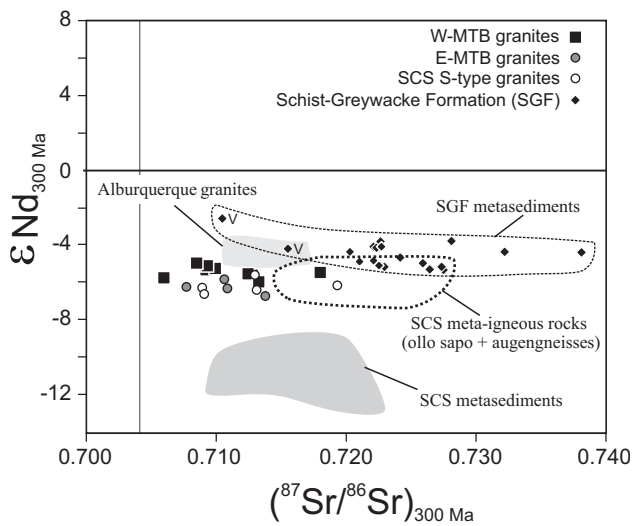 8
4
0
-4
-8
-12
εNd300 Ma
W-MTB granites
E-MTB granites
SCS S-type granites
Schist-Greywacke Formation (SGF)
Alburquerque granites
V
V
SGF metasediments
SCS meta-igneous rocks
(ollo sapo + augengneisses)
SCS metasediments
0.700 0.710 0.720 0.730 0.740
(87Sr/86Sr)300 Ma